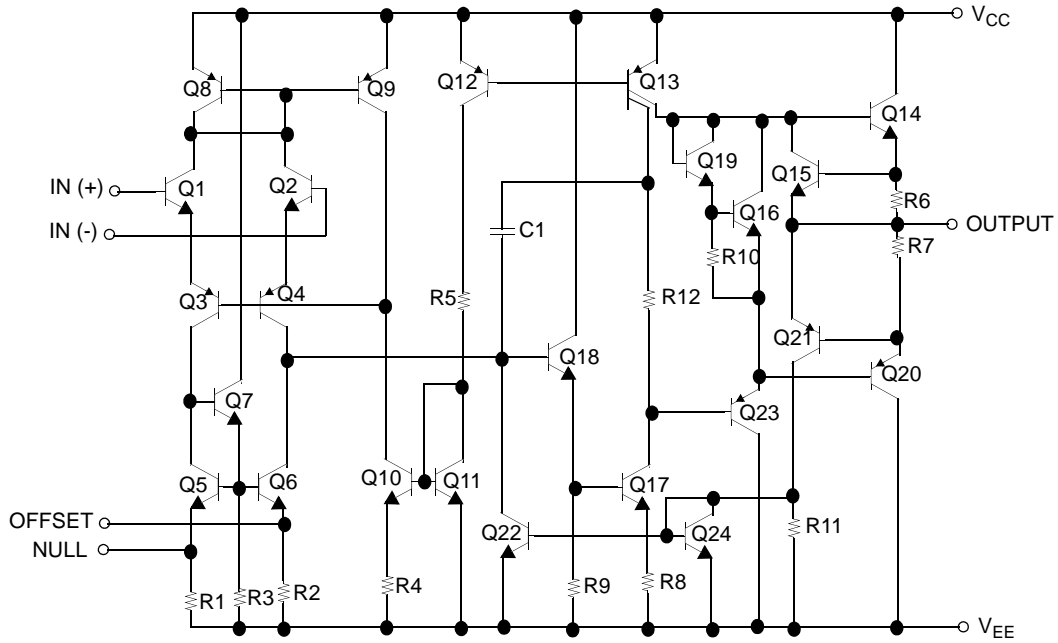 V_CC
Q8
Q9
Q12
Q13
Q14
Q19
Q15
IN (+)
Q1
Q2
R6
Q16
OUTPUT
IN (-)
C1
R7
R10
Q3
Q4
R5
R12
Q21
Q18
Q20
Q7
Q23
Q5
Q6
Q10
Q11
Q17
OFFSET
Q22
Q24
R11
NULL
R1
R3
R2
R4
R9
R8
V_EE